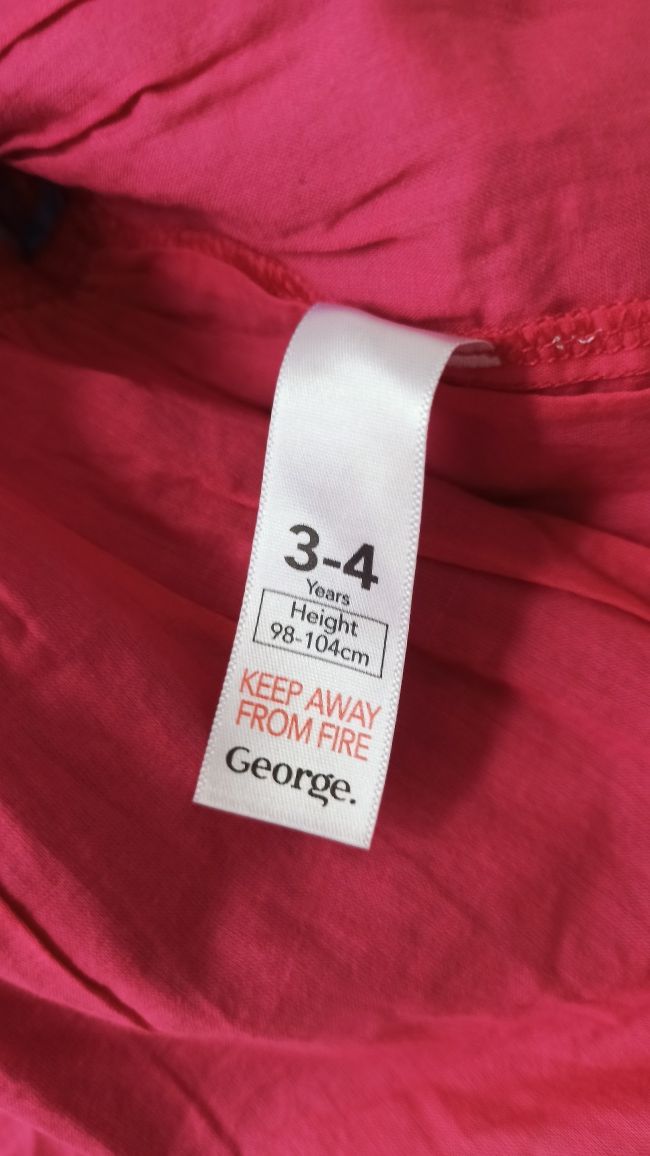 3-4
Years
Height
98-104cm
KEEP AWAY
FROM FIRE
George.